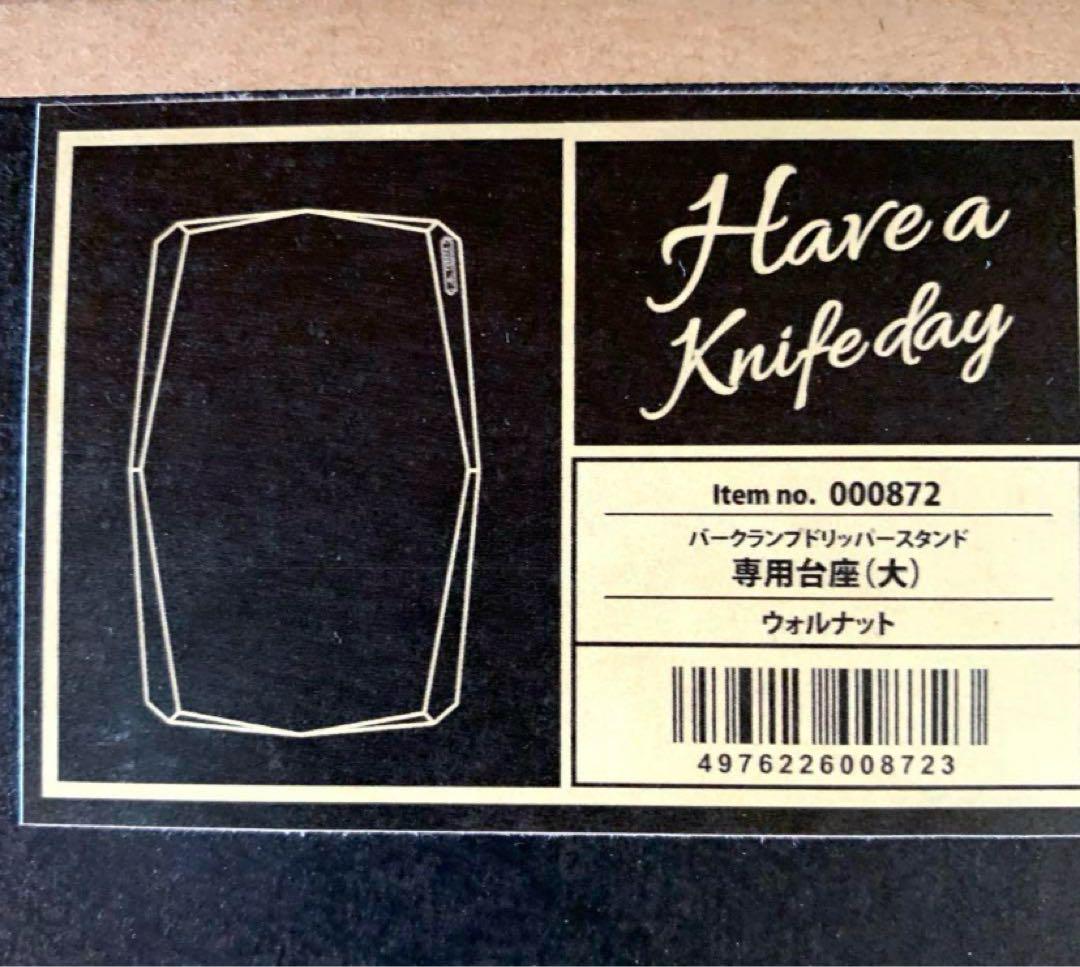 Have a
Knife day
Item no. 000872
バークランプドリッパースタンド
専用台座（大）
ウォルナット
4976226008723